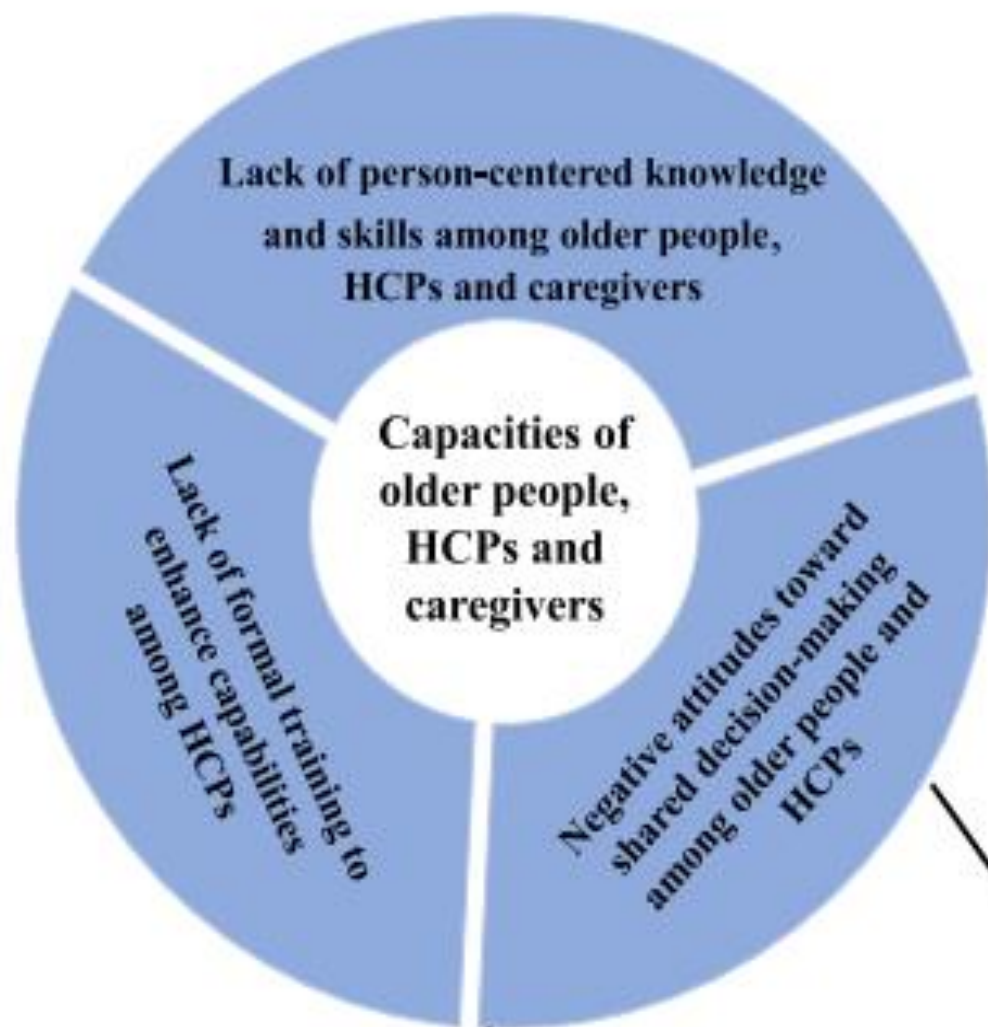 Lack of person-centered knowledge
and skills among older people,
HCPs and caregivers
Capacities of
older people,
HCPs and
caregivers
Lack of formal training to
enhance capabilities
among HCPs
Negative attitudes toward
shared decision-making
among older people and
HCPs